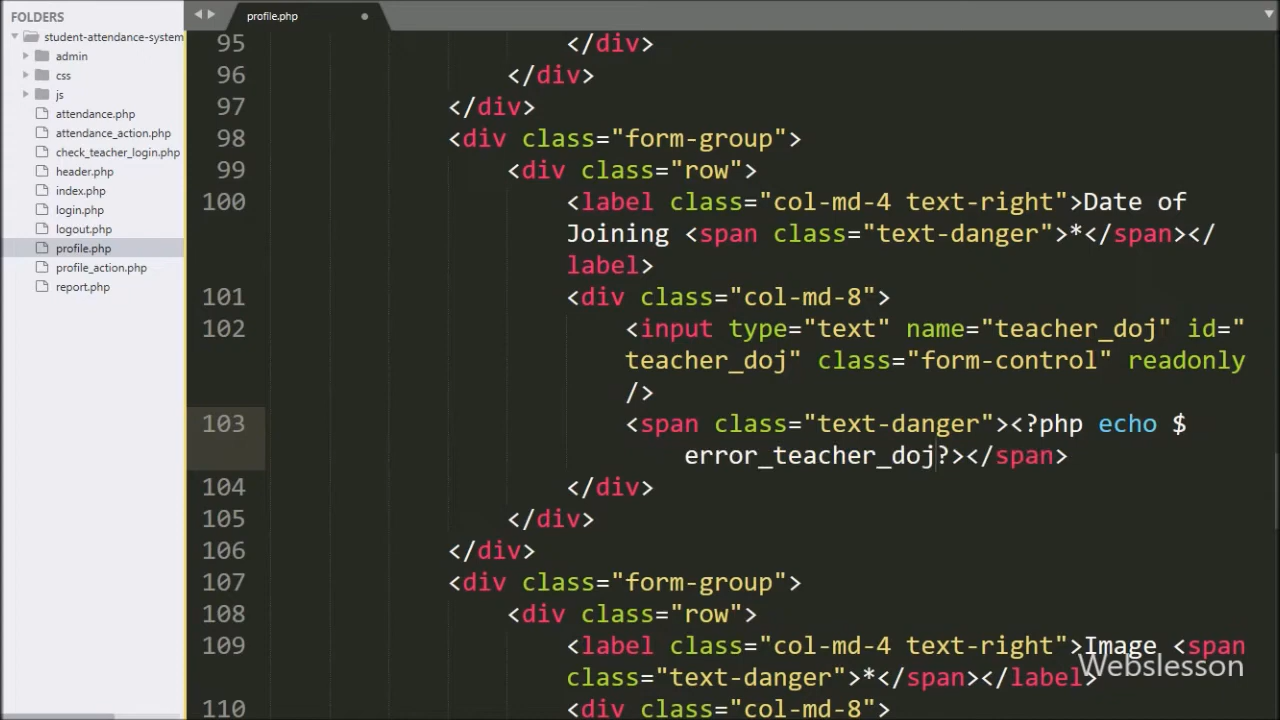 FOLDERS
student-attendance-system
admin
css
js
attendance.php
attendance_action.php
check_teacher_login.php
header.php
index.php
login.php
logout.php
profile.php
profile_action.php
report.php
profile.php
95 </div>
96 </div>
97 </div>
98 <div class="form-group">
99 <div class="row">
100 <label class="col-md-4 text-right">Date of
Joining <span class="text-danger">*</span></
label>
101 <div class="col-md-8">
102 <input type="text" name="teacher_doj" id="
teacher_doj" class="form-control" readonly
/>
103 <span class="text-danger"><?php echo $
error_teacher_doj?></span>
104 </div>
105 </div>
106 </div>
107 <div class="form-group">
108 <div class="row">
109 <label class="col-md-4 text-right">Image <span
class="text-danger">*</span></label>
110 <div class="col-md-8">
Webslesson